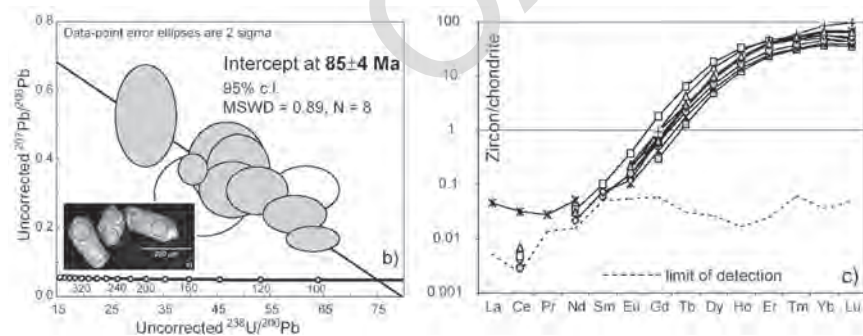 0.8
Data-point error ellipses are 2 sigma
Intercept at 85±4 Ma
95% c.l.
MSWD = 0.89, N = 8
0.6
0.4
0.2
0.0
Uncorrected ²⁰⁷Pb/²⁰⁶Pb
b)
320 240 200 160 120 100
15 25 35 45 55 65 75
Uncorrected ²³⁸U/²⁰⁶Pb
100
10
1
0.1
0.01
0.001
Zircon/chondrite
limit of detection
c)
La Ce Pr Nd Sm Eu Gd Tb Dy Ho Er Tm Yb Lu